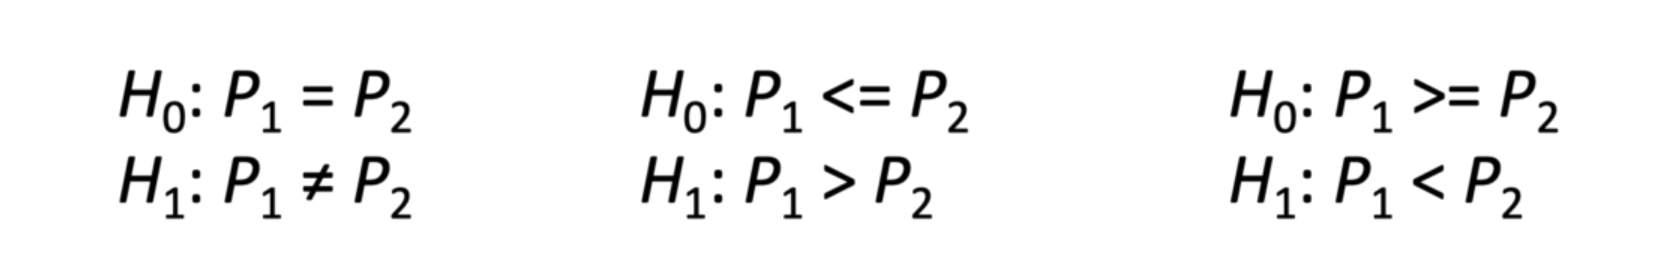 H₀: P₁ = P₂
H₁: P₁ ≠ P₂
H₀: P₁ <= P₂
H₁: P₁ > P₂
H₀: P₁ >= P₂
H₁: P₁ < P₂